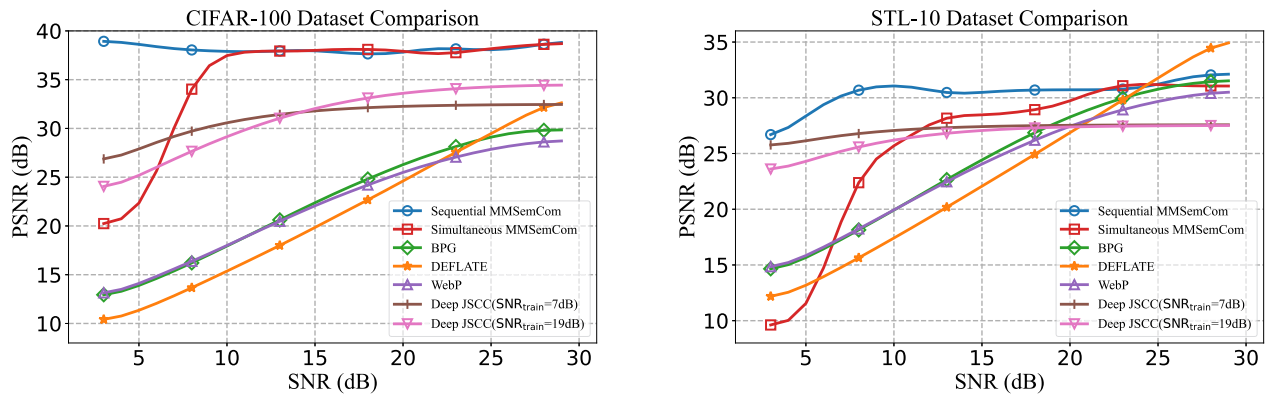 CIFAR-100 Dataset Comparison
40
35
30
25
20
15
10
PSNR (dB)
5
10
15
20
25
30
SNR (dB)
Sequential MMSemCom
Simultaneous MMSemCom
BPG
DEFLATE
WebP
Deep JSCC(SNRtrain=7dB)
Deep JSCC(SNRtrain=19dB)
STL-10 Dataset Comparison
35
30
25
20
15
10
PSNR (dB)
5
10
15
20
25
30
SNR (dB)
Sequential MMSemCom
Simultaneous MMSemCom
BPG
DEFLATE
WebP
Deep JSCC(SNRtrain=7dB)
Deep JSCC(SNRtrain=19dB)